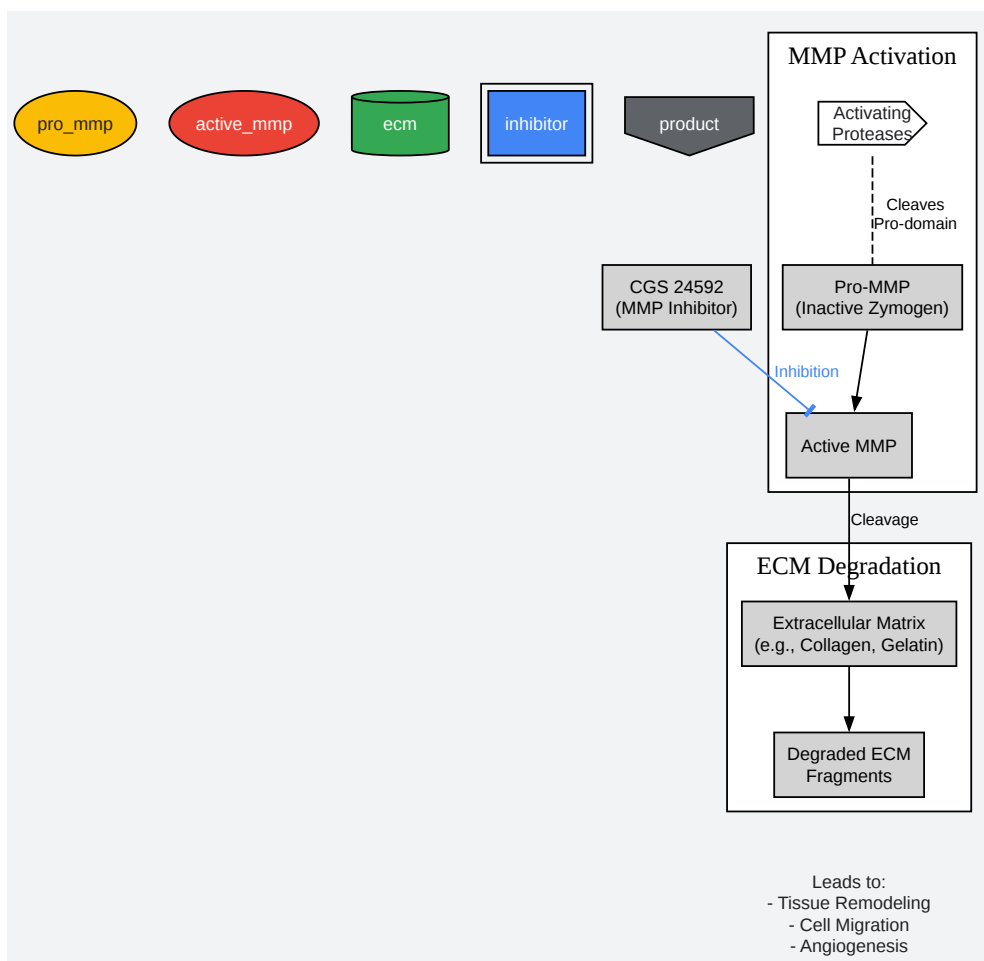 MMP Activation
pro_mmp
active_mmp
ecm
inhibitor
product
Activating
Proteases
Cleaves
Pro-domain
CGS 24592
(MMP Inhibitor)
Pro-MMP
(Inactive Zymogen)
Inhibition
Active MMP
Cleavage
ECM Degradation
Extracellular Matrix
(e.g., Collagen, Gelatin)
Degraded ECM
Fragments
Leads to:
- Tissue Remodeling
- Cell Migration
- Angiogenesis